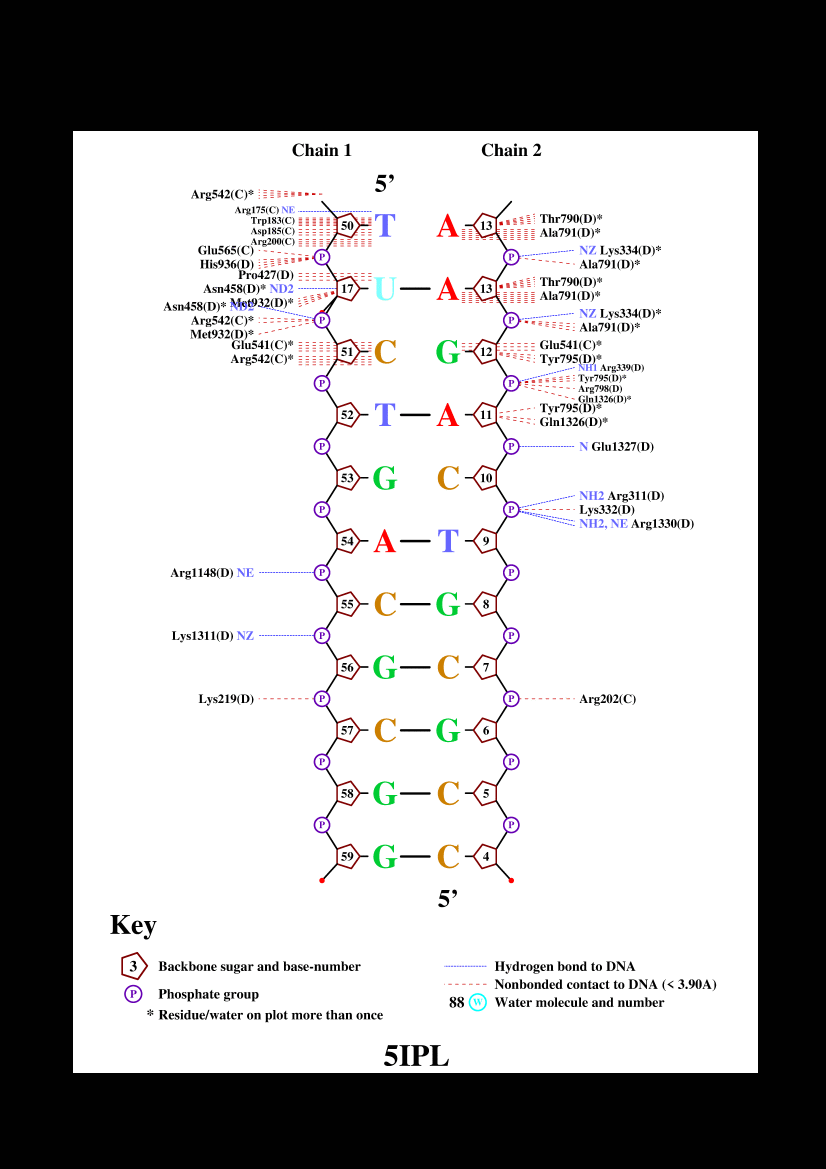 Chain 1 Chain 2
5’
Arg542(C)*
Arg175(C) NE
Trp183(C)
Asp185(C)
Arg200(C)
Glu565(C)
His936(D)
Pro427(D)
Asn458(D)* ND2
Met932(D)*
Asn458(D)* ND2
Arg542(C)*
Met932(D)*
Glu541(C)*
Arg542(C)*
Arg1148(D) NE
Lys1311(D) NZ
Lys219(D)
50 T A 13
P P
17 U A 13
P P
51 C G 12
P P
52 T A 11
P P
53 G C 10
P P
54 A T 9
P P
55 C G 8
P P
56 G C 7
P P
57 C G 6
P P
58 G C 5
P P
59 G C 4
5’
Thr790(D)*
Ala791(D)*
NZ Lys334(D)*
Ala791(D)*
Thr790(D)*
Ala791(D)*
NZ Lys334(D)*
Ala791(D)*
Glu541(C)*
Tyr795(D)*
NH1 Arg339(D)
Tyr795(D)*
Arg798(D)
Gln1326(D)*
Tyr795(D)*
Gln1326(D)*
N Glu1327(D)
NH2 Arg311(D)
Lys332(D)
NH2, NE Arg1330(D)
Arg202(C)
Key
3 Backbone sugar and base-number
P Phosphate group
* Residue/water on plot more than once
Hydrogen bond to DNA
Nonbonded contact to DNA (< 3.90A)
88 W Water molecule and number
5IPL